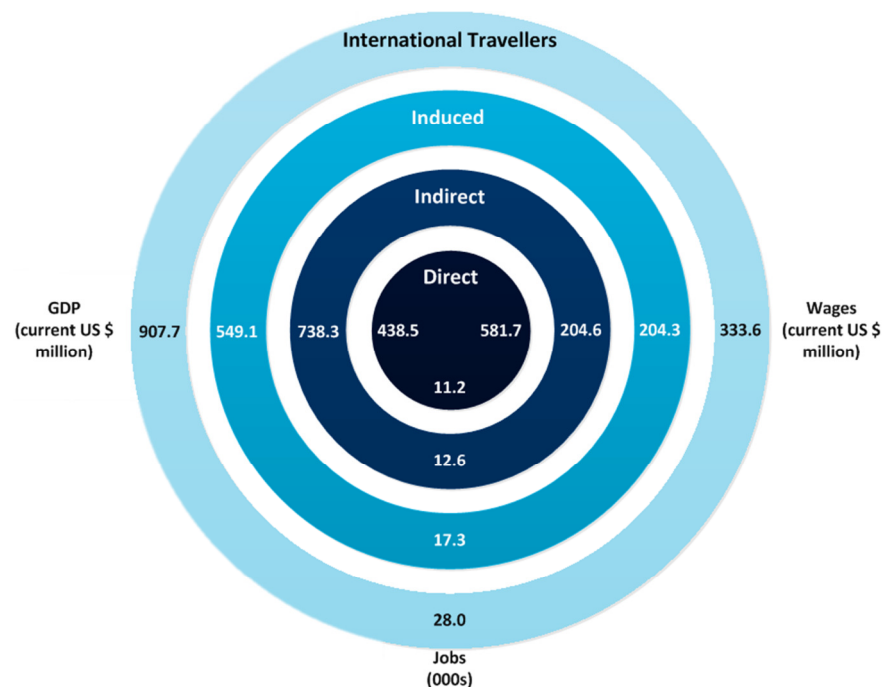 International Travellers
Induced
Indirect
Direct
GDP
(current US $
million)
907.7 549.1 738.3 438.5 581.7 204.6 204.3 333.6
Wages
(current US $
million)
11.2
12.6
17.3
28.0
Jobs
(000s)